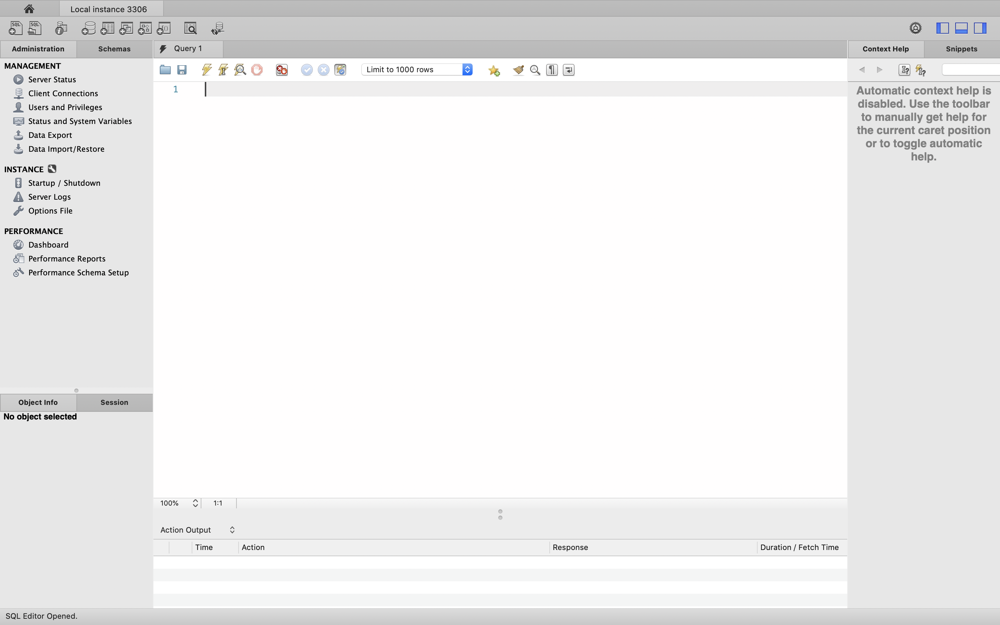 Local instance 3306
SQL
SQL
Administration
Schemas
MANAGEMENT
Server Status
Client Connections
Users and Privileges
Status and System Variables
Data Export
Data Import/Restore
INSTANCE
Startup / Shutdown
Server Logs
Options File
PERFORMANCE
Dashboard
Performance Reports
Performance Schema Setup
Object Info
Session
No object selected
Query 1
Limit to 1000 rows
1
100%
1:1
Action Output
Time
Action
Response
Duration / Fetch Time
Context Help
Snippets
Automatic context help is
disabled. Use the toolbar
to manually get help for
the current caret position
or to toggle automatic
help.
SQL Editor Opened.